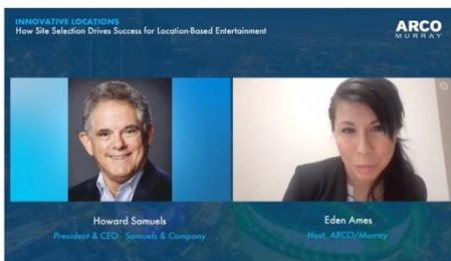 INNOVATIVE LOCATIONS
How Site Selection Drives Success for Location-Based Entertainment
ARCO
MURRAY
Howard Samuels
President & CEO - Samuels & Company
Eden Ames
Host, ARCO/Murray